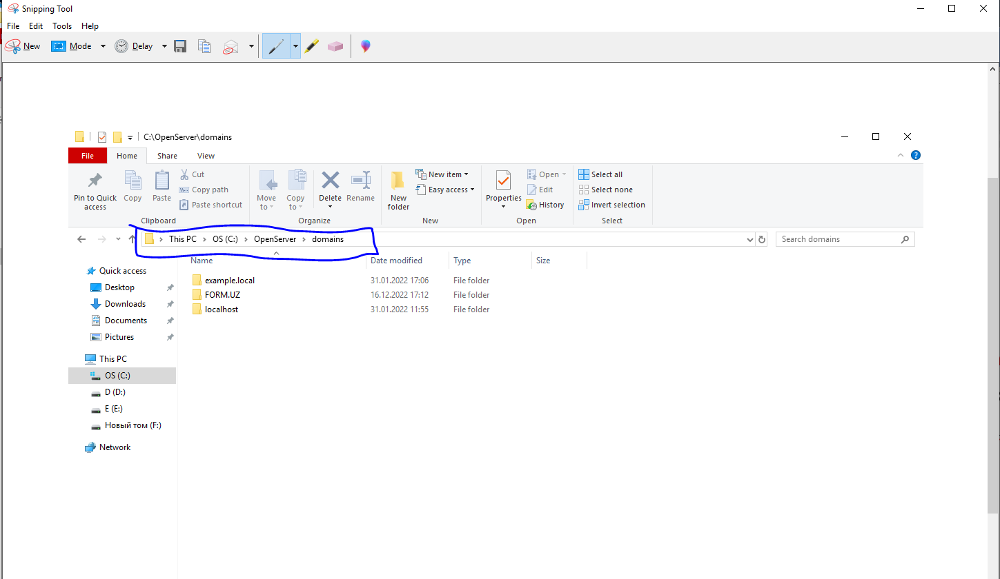 Snipping Tool
File Edit Tools Help
New Mode Delay
C:\OpenServer\domains
File Home Share View
Pin to Quick access
Copy
Paste
Cut
Copy path
Paste shortcut
Clipboard
Move to
Copy to
Delete
Rename
Organize
New folder
New item
Easy access
New
Properties
Open
Edit
History
Open
Select all
Select none
Invert selection
Select
This PC OS (C:) OpenServer domains
Search domains
Name Date modified Type Size
example.local 31.01.2022 17:06 File folder
FORM.UZ 16.12.2022 17:12 File folder
localhost 31.01.2022 11:55 File folder
Quick access
Desktop
Downloads
Documents
Pictures
This PC
OS (C:)
D (D:)
E (E:)
Новый том (F:)
Network